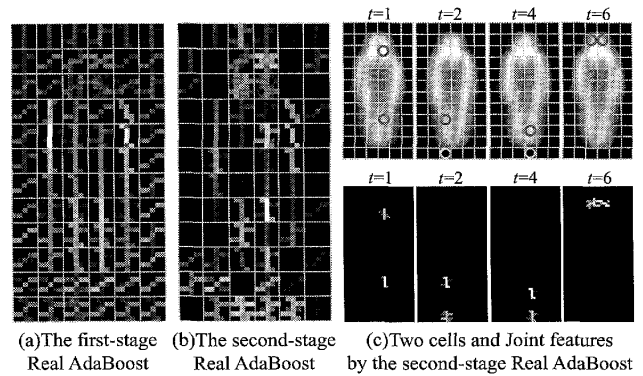 t=1 t=2 t=4 t=6
t=1 t=2 t=4 t=6
(a)The first-stage
Real AdaBoost
(b)The second-stage
Real AdaBoost
(c)Two cells and Joint features
by the second-stage Real AdaBoost